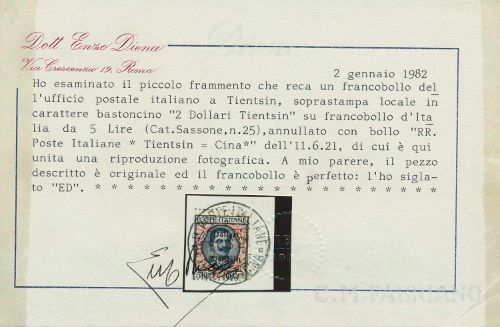 Dott. Enzo Diena
Via Crescenzio 19. Roma
2 gennaio 1982
Ho esaminato il piccolo frammento che reca un francobollo del
l'ufficio postale italiano a Tientsin, soprastampa locale in
carattere bastoncino "2 Dollari Tientsin" su francobollo d'Ita
lia da 5 Lire (Cat.Sassone,n.25),annullato con bollo "RR.
Poste Italiane * Tientsin = Cina*" dell'11.6.21, di cui è qui
unita una riproduzione fotografica. A mio parere, il pezzo
descritto è originale ed il francobollo è perfetto: l'ho sigla-
to "ED". * * * * * * * * * * * * * * * * * * * *
POSTE·ITALIANE
C.M. FABRIANO